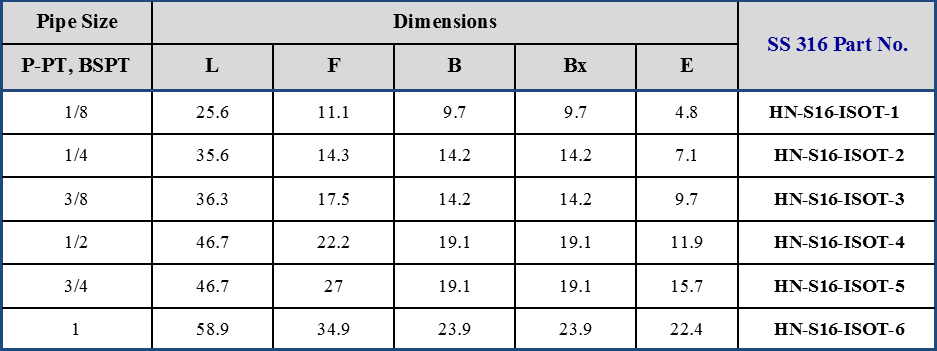 Pipe Size Dimensions SS 316 Part No.
P-PT, BSPT L F B Bx E
1/8 25.6 11.1 9.7 9.7 4.8 HN-S16-ISOT-1
1/4 35.6 14.3 14.2 14.2 7.1 HN-S16-ISOT-2
3/8 36.3 17.5 14.2 14.2 9.7 HN-S16-ISOT-3
1/2 46.7 22.2 19.1 19.1 11.9 HN-S16-ISOT-4
3/4 46.7 27 19.1 19.1 15.7 HN-S16-ISOT-5
1 58.9 34.9 23.9 23.9 22.4 HN-S16-ISOT-6